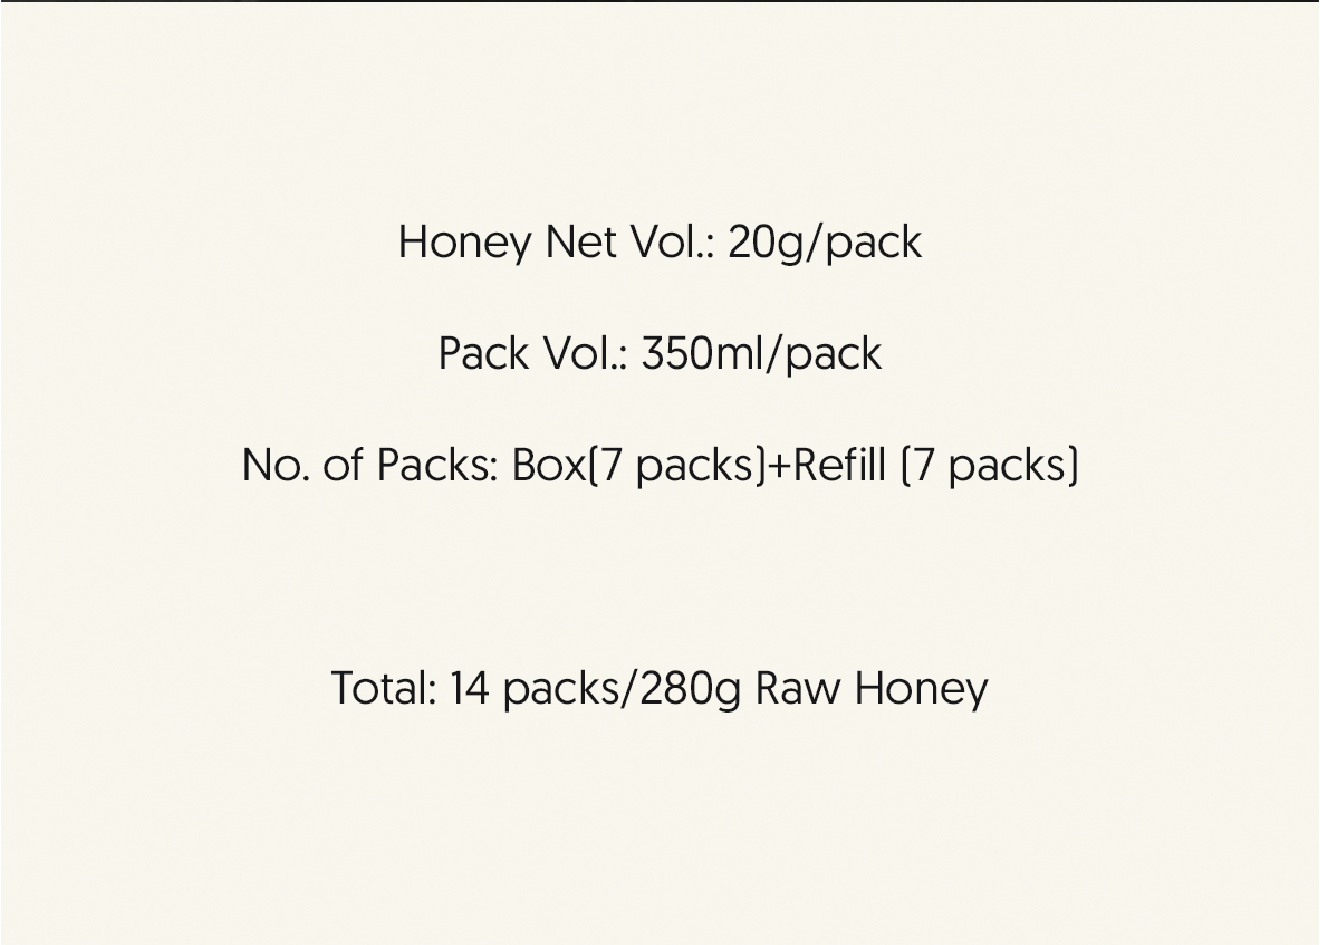 Honey Net Vol.: 20g/pack
Pack Vol.: 350ml/pack
No. of Packs: Box(7 packs)+Refill (7 packs)
Total: 14 packs/280g Raw Honey